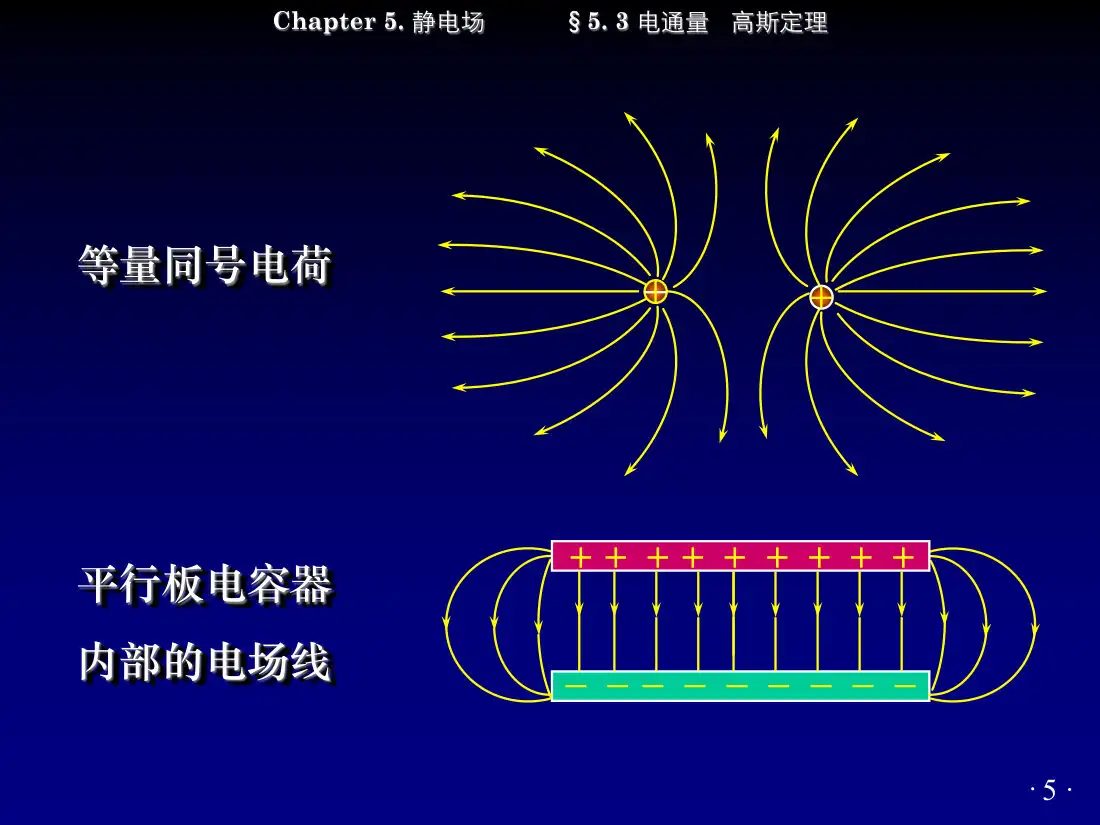 Chapter 5. 静电场 §5. 3 电通量 高斯定理
等量同号电荷
+ +
平行板电容器
内部的电场线
+ + + + + + + + +
− − − − − − − − −
· 5 ·